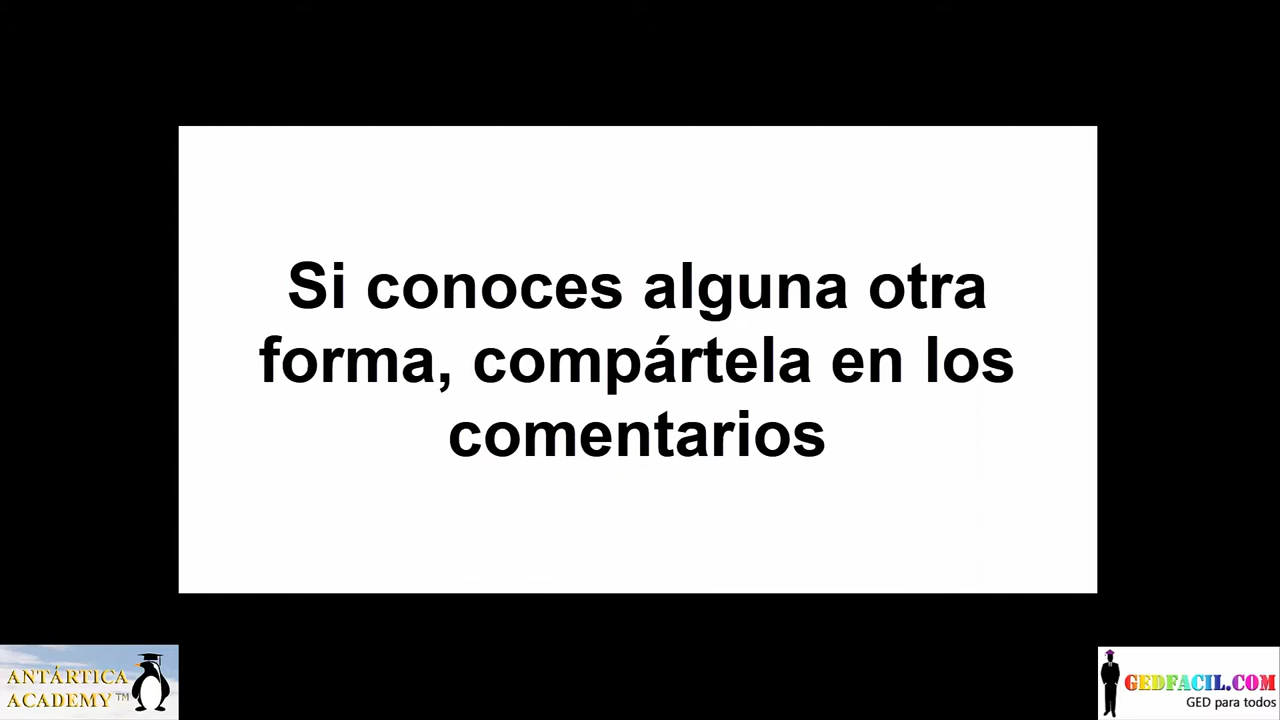 Si conoces alguna otra
forma, compártela en los
comentarios
ANTÁRTICA
ACADEMY™
GEDFACIL.COM
GED para todos